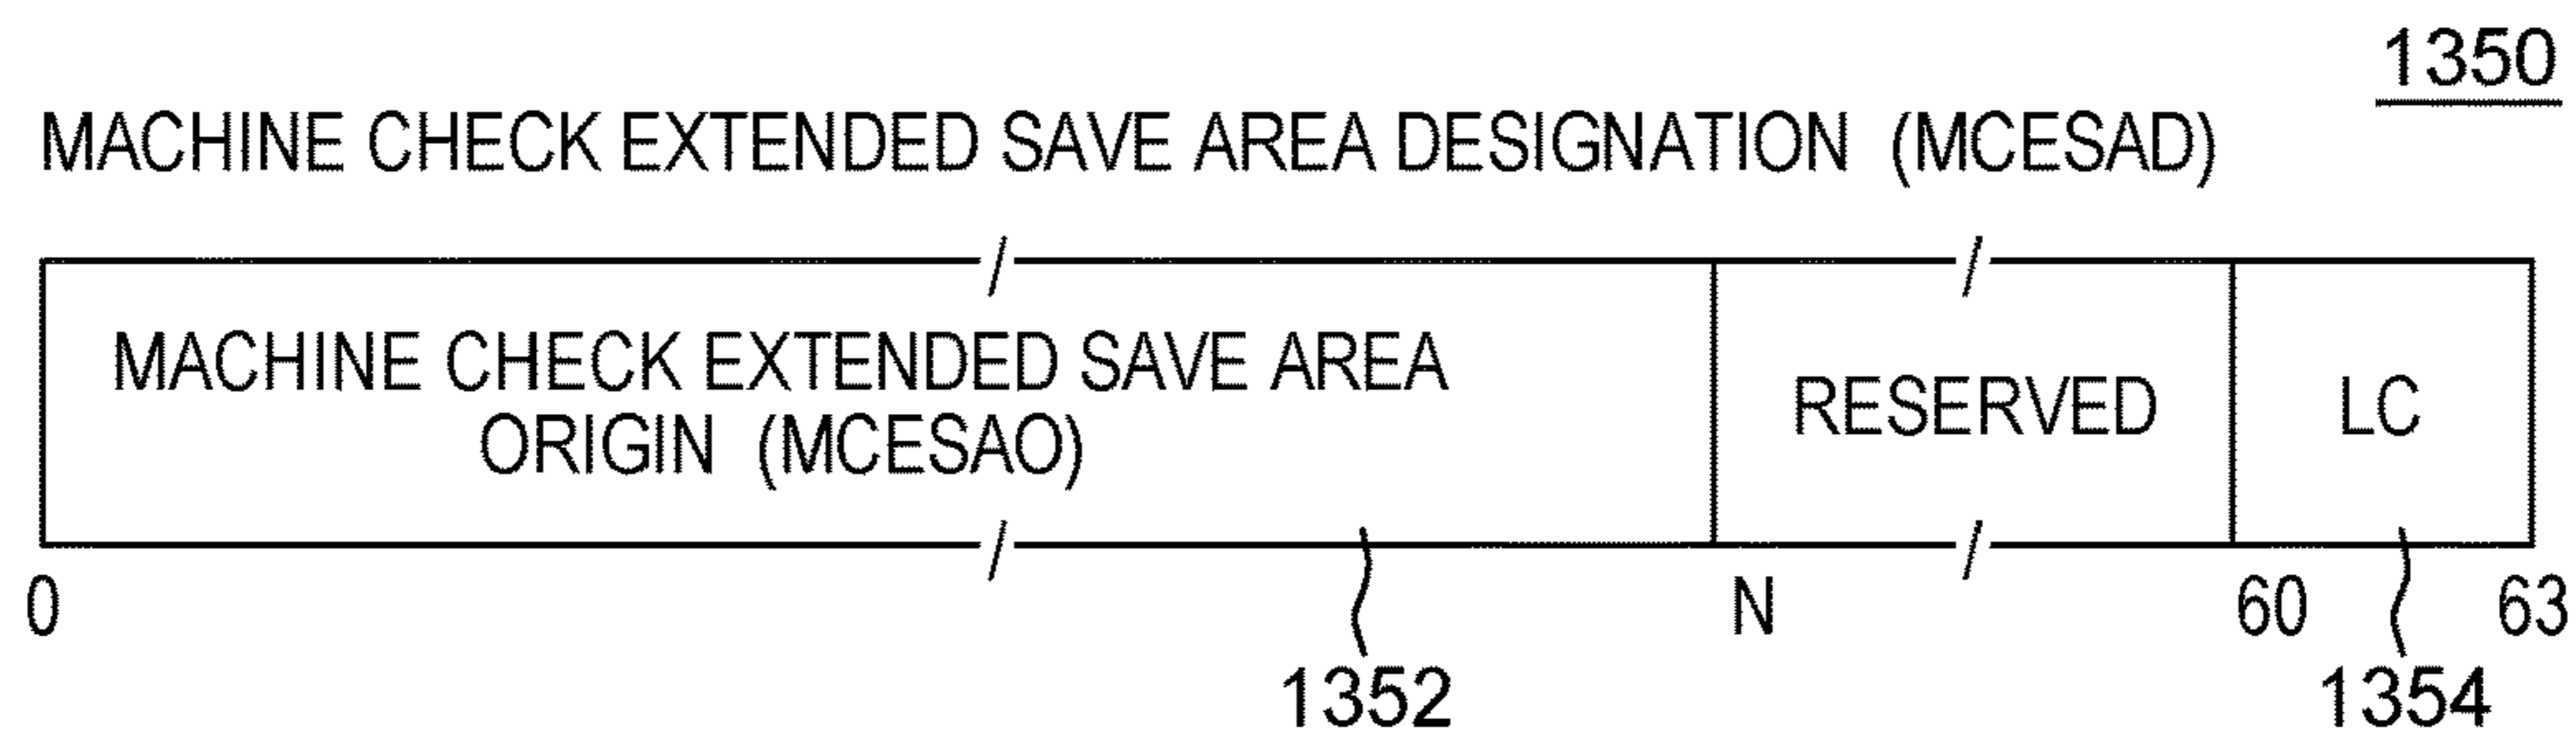 1350
MACHINE CHECK EXTENDED SAVE AREA DESIGNATION (MCESAD)
MACHINE CHECK EXTENDED SAVE AREA
ORIGIN (MCESAO)
RESERVED
LC
0
N
60
63
1352
1354